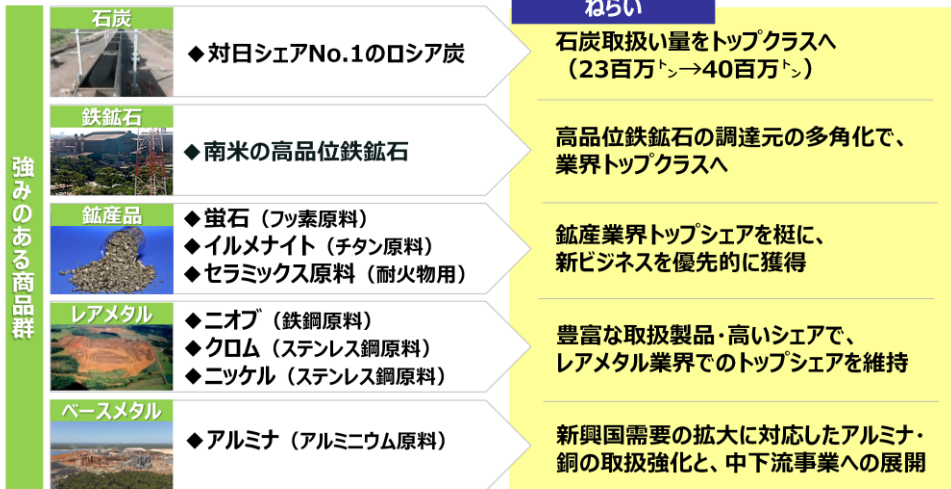 ねらい
強みのある商品群
石炭
◆対日シェアNo.1のロシア炭
石炭取扱い量をトップクラスへ
（23百万㌧→40百万㌧）
鉄鉱石
◆南米の高品位鉄鉱石
高品位鉄鉱石の調達元の多角化で、
業界トップクラスへ
鉱産品
◆蛍石（フッ素原料）
◆イルメナイト（チタン原料）
◆セラミックス原料（耐火物用）
鉱産業界トップシェアを梃に、
新ビジネスを優先的に獲得
レアメタル
◆ニオブ（鉄鋼原料）
◆クロム（ステンレス鋼原料）
◆ニッケル（ステンレス鋼原料）
豊富な取扱製品・高いシェアで、
レアメタル業界でのトップシェアを維持
ベースメタル
◆アルミナ（アルミニウム原料）
新興国需要の拡大に対応したアルミナ・
銅の取扱強化と、中下流事業への展開